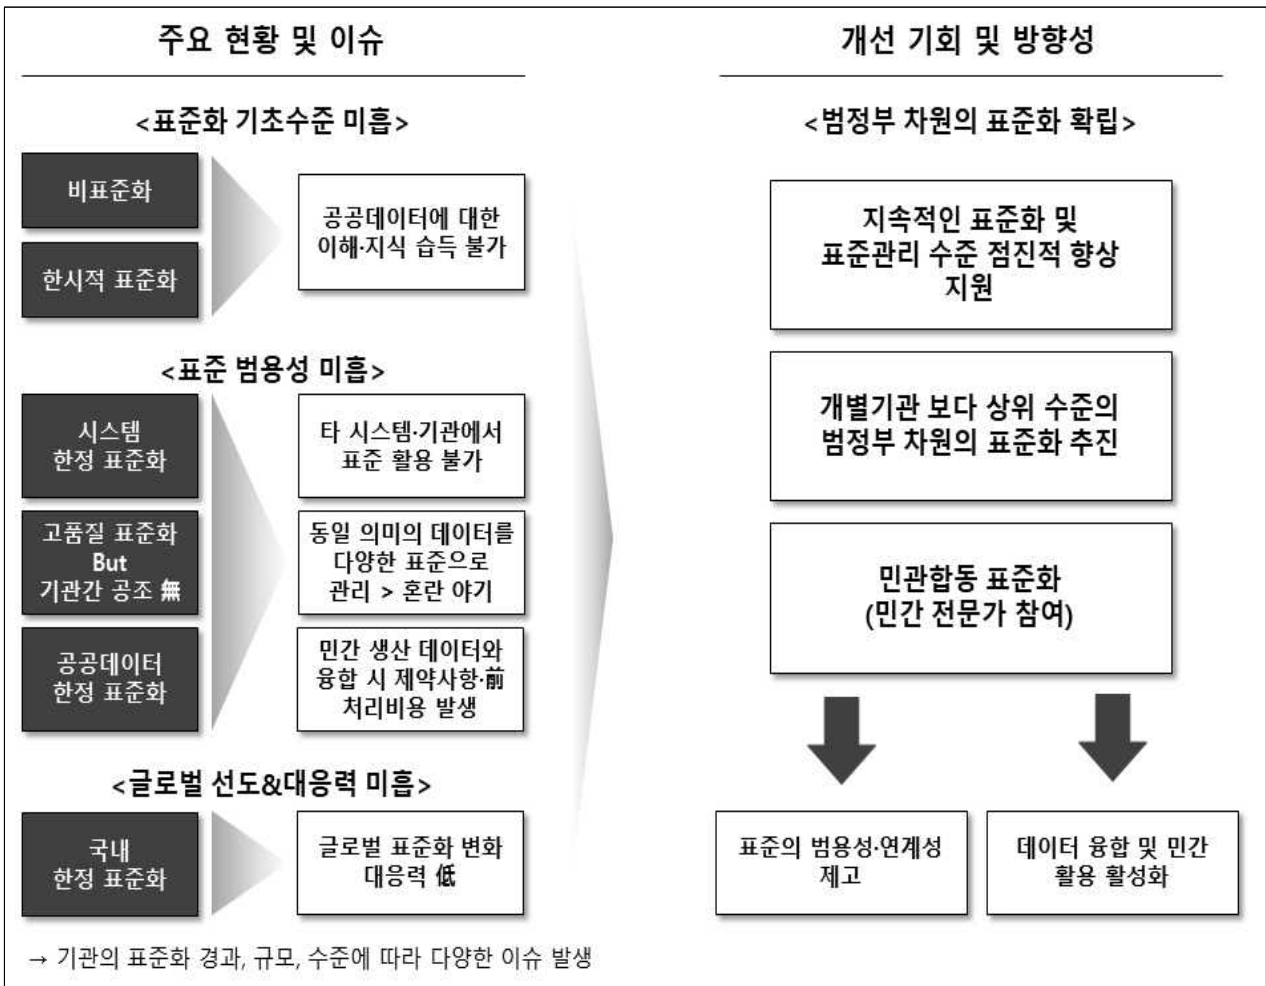 주요 현황 및 이슈
<표준화 기초수준 미흡>
비표준화
한시적 표준화
공공데이터에 대한
이해·지식 습득 불가
<표준 범용성 미흡>
시스템
한정 표준화
타 시스템·기관에서
표준 활용 불가
고품질 표준화
But
기관간 공조 無
동일 의미의 데이터를
다양한 표준으로
관리 > 혼란 야기
공공데이터
한정 표준화
민간 생산 데이터와
융합 시 제약사항·前
처리비용 발생
<글로벌 선도&대응력 미흡>
국내
한정 표준화
글로벌 표준화 변화
대응력 低
→ 기관의 표준화 경과, 규모, 수준에 따라 다양한 이슈 발생
개선 기회 및 방향성
<범정부 차원의 표준화 확립>
지속적인 표준화 및
표준관리 수준 점진적 향상
지원
개별기관 보다 상위 수준의
범정부 차원의 표준화 추진
민관합동 표준화
(민간 전문가 참여)
표준의 범용성·연계성
제고
데이터 융합 및 민간
활용 활성화